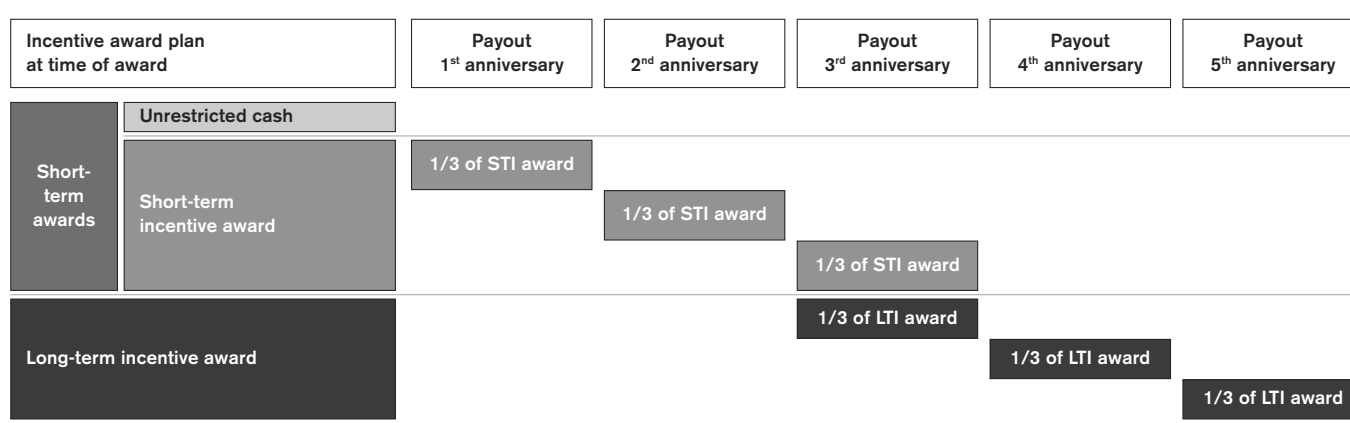 Incentive award plan
at time of award
Payout
1st anniversary
Payout
2nd anniversary
Payout
3rd anniversary
Payout
4th anniversary
Payout
5th anniversary
Short-
term
awards
Unrestricted cash
Short-term
incentive award
1/3 of STI award
1/3 of STI award
1/3 of STI award
Long-term incentive award
1/3 of LTI award
1/3 of LTI award
1/3 of LTI award